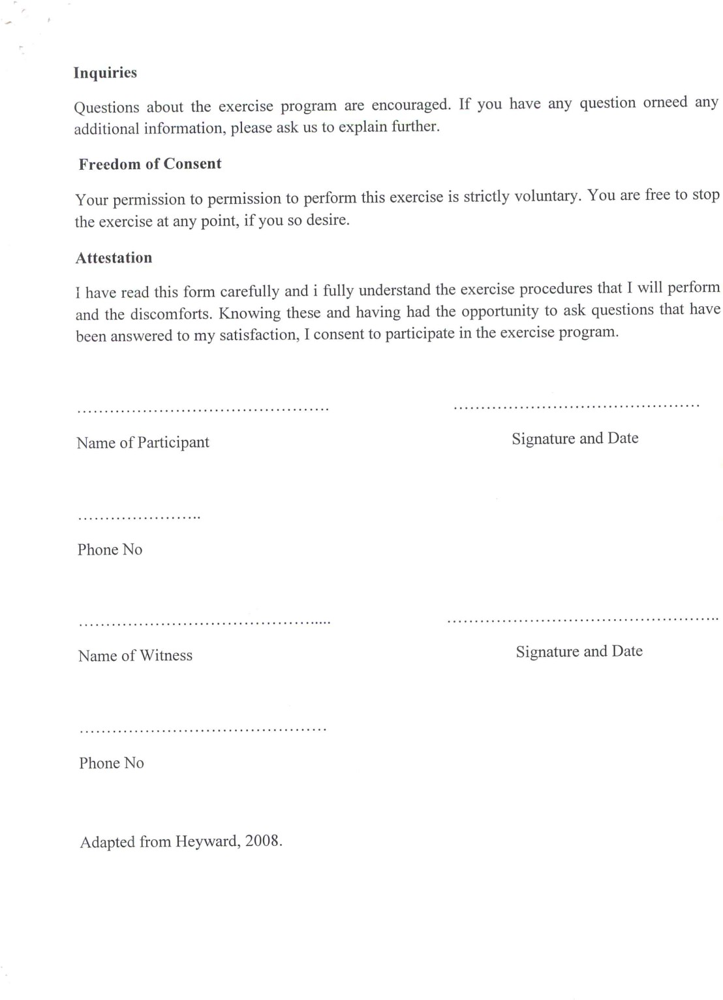 Inquiries
Questions about the exercise program are encouraged. If you have any question orneed any
additional information, please ask us to explain further.
Freedom of Consent
Your permission to permission to perform this exercise is strictly voluntary. You are free to stop
the exercise at any point, if you so desire.
Attestation
I have read this form carefully and i fully understand the exercise procedures that I will perform
and the discomforts. Knowing these and having had the opportunity to ask questions that have
been answered to my satisfaction, I consent to participate in the exercise program.
.............................................. .............................................
Name of Participant Signature and Date
.......................
Phone No
.............................................. .................................................
Name of Witness Signature and Date
.............................................
Phone No
Adapted from Heyward, 2008.